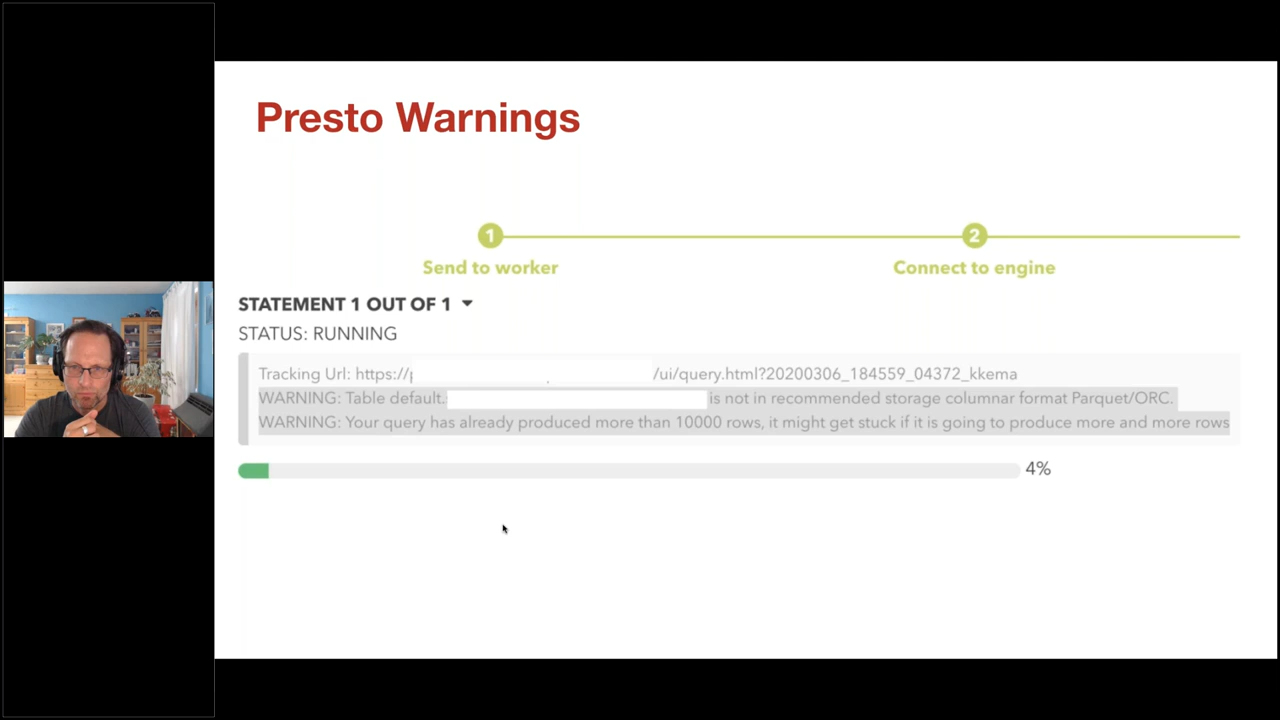 Presto Warnings
1
2
Send to worker
Connect to engine
STATEMENT 1 OUT OF 1
STATUS: RUNNING
Tracking Url: https:// /ui/query.html?20200306_184559_04372_kkema
WARNING: Table default. is not in recommended storage columnar format Parquet/ORC.
WARNING: Your query has already produced more than 10000 rows, it might get stuck if it is going to produce more and more rows
4%